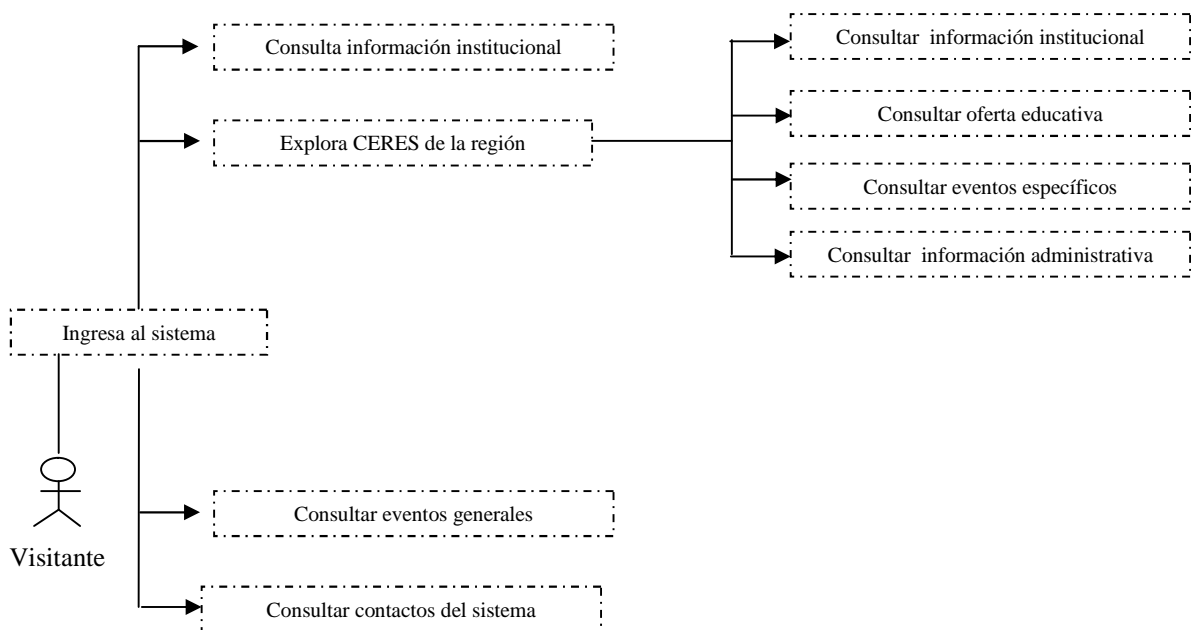 Consulta información institucional
Explora CERES de la región
Consultar información institucional
Consultar oferta educativa
Consultar eventos específicos
Consultar información administrativa
Ingresa al sistema
Visitante
Consultar eventos generales
Consultar contactos del sistema